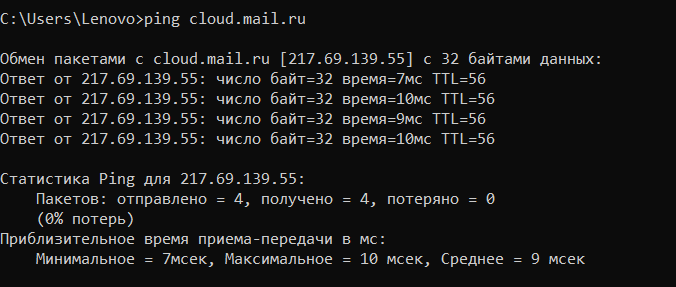 C:\Users\Lenovo>ping cloud.mail.ru
Обмен пакетами с cloud.mail.ru [217.69.139.55] с 32 байтами данных:
Ответ от 217.69.139.55: число байт=32 время=7мс TTL=56
Ответ от 217.69.139.55: число байт=32 время=10мс TTL=56
Ответ от 217.69.139.55: число байт=32 время=9мс TTL=56
Ответ от 217.69.139.55: число байт=32 время=10мс TTL=56
Статистика Ping для 217.69.139.55:
    Пакетов: отправлено = 4, получено = 4, потеряно = 0
    (0% потерь)
Приблизительное время приема-передачи в мс:
    Минимальное = 7мсек, Максимальное = 10 мсек, Среднее = 9 мсек